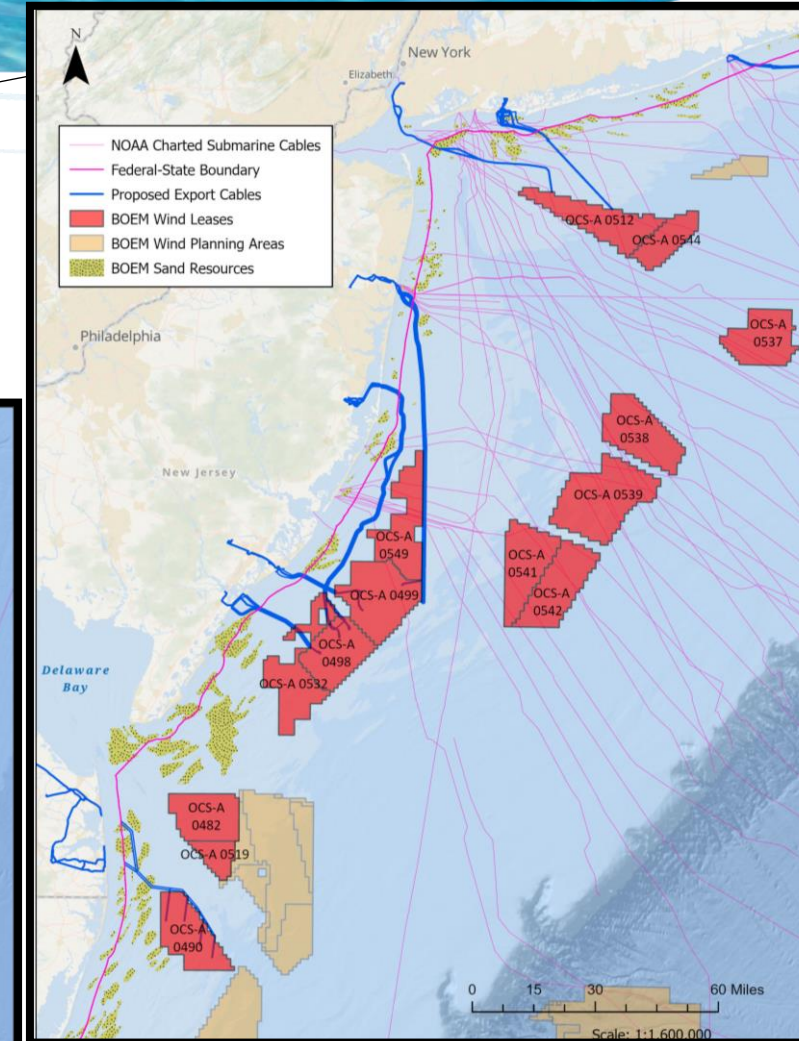 N
New York
Elizabeth
NOAA Charted Submarine Cables
Federal-State Boundary
Proposed Export Cables
BOEM Wind Leases
BOEM Wind Planning Areas
BOEM Sand Resources
OCS-A 0512
OCS-A 0544
OCS-A
0537
Philadelphia
OCS-A
0538
New Jersey
OCS-A 0539
OCS-A
0549
OCS-A
0541
OCS-A
0542
OCS-A 0499
OCS-A
0498
OCS-A 0532
Delaware
Bay
OCS-A
0482
OCS-A 0519
OCS-A
0490
0 15 30 60 Miles
Scale: 1:1,600,000